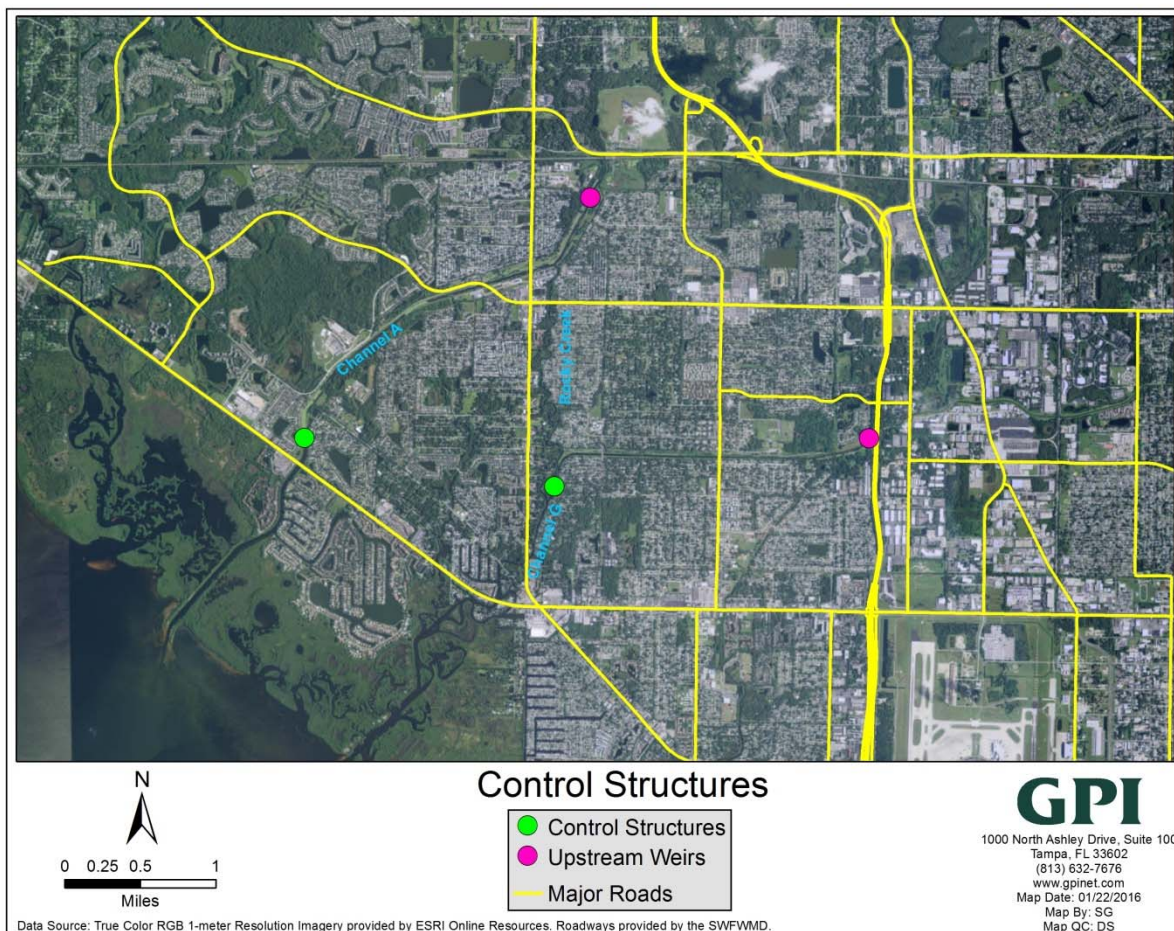 Channel A
Rocky Creek
Channel G
N
Control Structures
0 0.25 0.5 1
Miles
Control Structures
Upstream Weirs
Major Roads
GPI
1000 North Ashley Drive, Suite 100
Tampa, FL 33602
(813) 632-7676
www.gpinet.com
Map Date: 01/22/2016
Map By: SG
Map QC: DS
Data Source: True Color RGB 1-meter Resolution Imagery provided by ESRI Online Resources. Roadways provided by the SWFWMD.